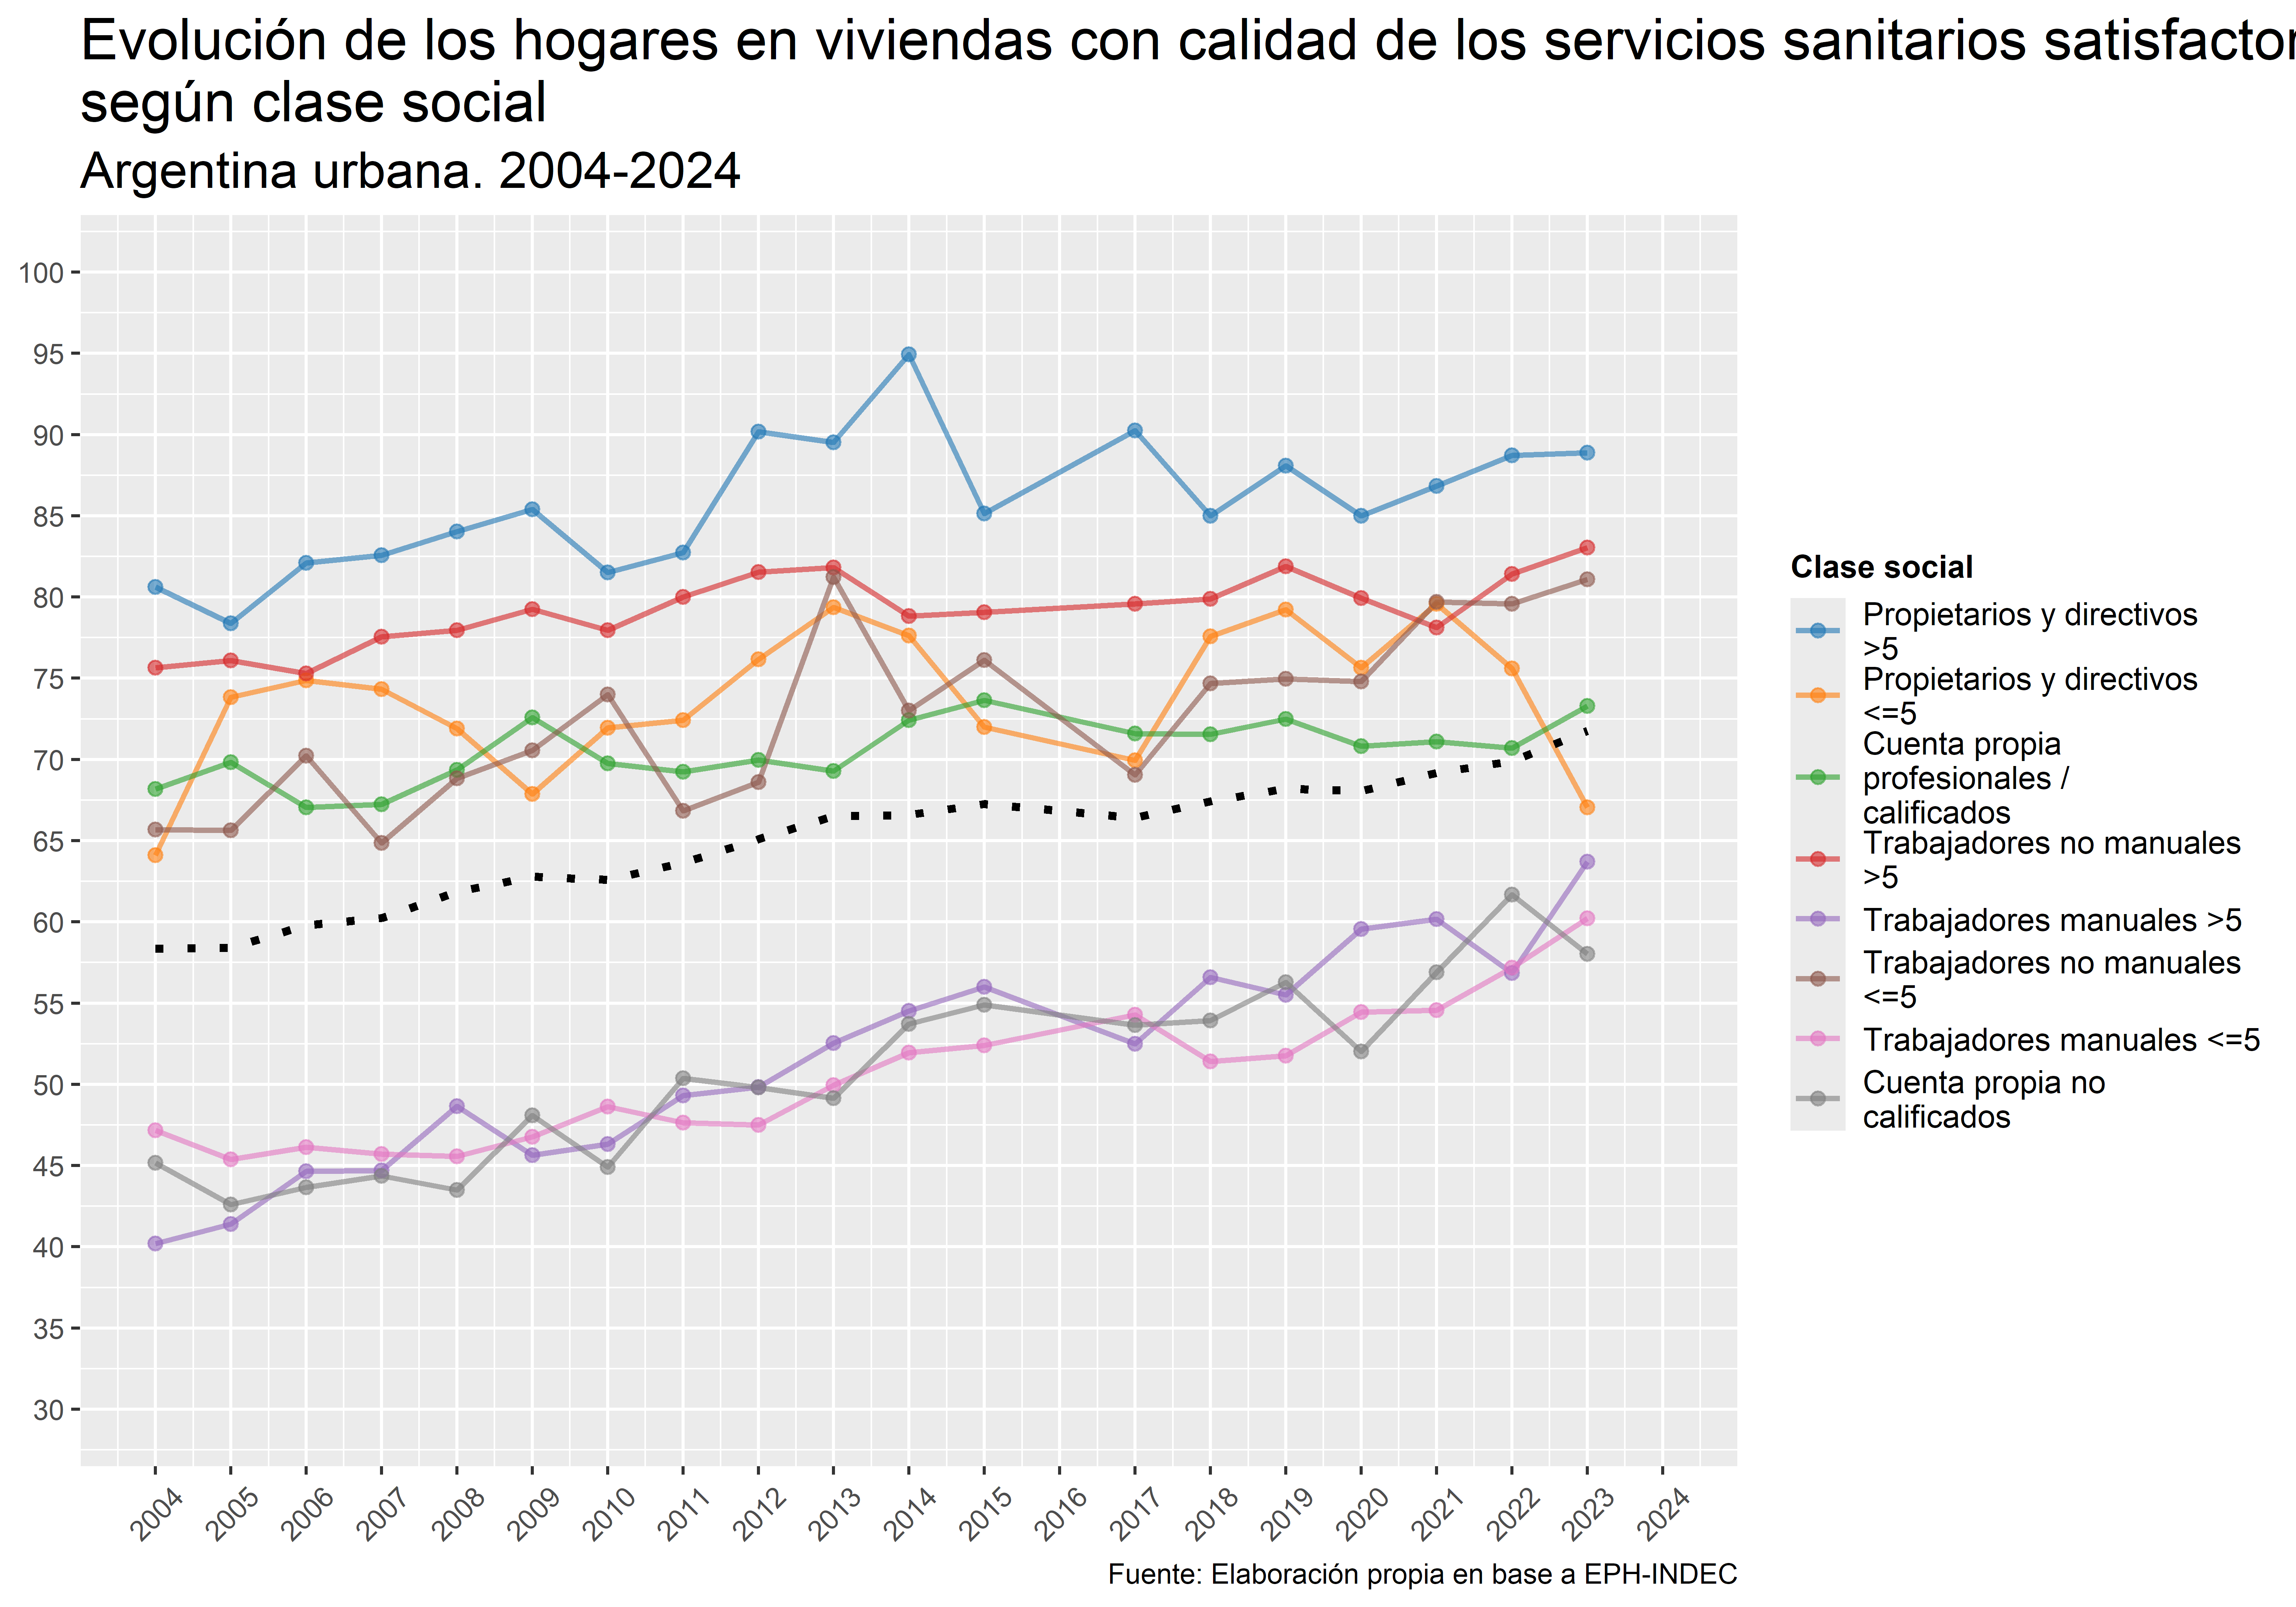 Evolución de los hogares en viviendas con calidad de los servicios sanitarios satisfactor
según clase social
Argentina urbana. 2004-2024
100
95
90
85
80
75
70
65
60
55
50
45
40
35
30
2004
2005
2006
2007
2008
2009
2010
2011
2012
2013
2014
2015
2016
2017
2018
2019
2020
2021
2022
2023
2024
Clase social
Propietarios y directivos
>5
Propietarios y directivos
<=5
Cuenta propia
profesionales /
calificados
Trabajadores no manuales
>5
Trabajadores manuales >5
Trabajadores no manuales
<=5
Trabajadores manuales <=5
Cuenta propia no
calificados
Fuente: Elaboración propia en base a EPH-INDEC